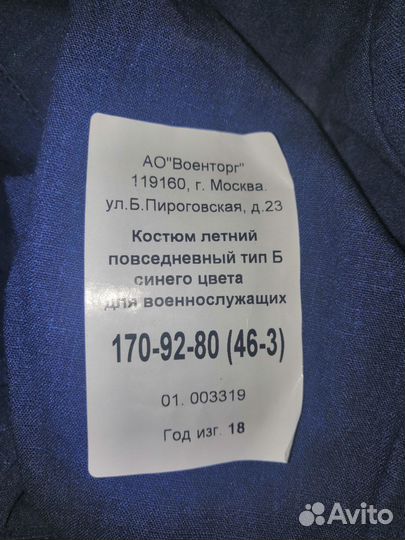 АО"Военторг"
119160, г. Москва.
ул.Б.Пироговская, д.23
Костюм летний
повседневный тип Б
синего цвета
для военнослужащих
170-92-80 (46-3)
01. 003319
Год изг. 18
Avito